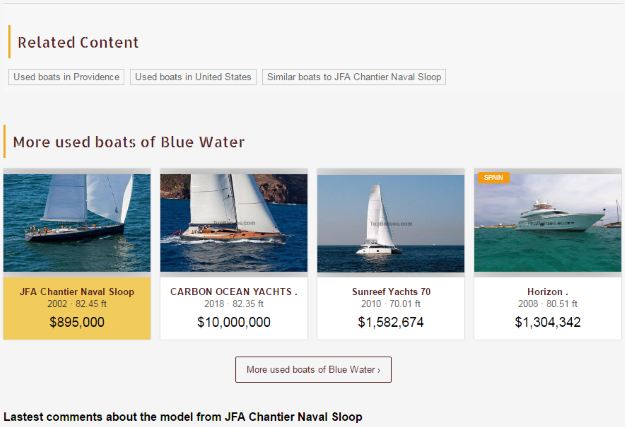 Related Content
Used boats in Providence
Used boats in United States
Similar boats to JFA Chantier Naval Sloop
More used boats of Blue Water
SPAIN
JFA Chantier Naval Sloop
2002 · 82.45 ft
$895,000
CARBON OCEAN YACHTS .
2018 · 82.35 ft
$10,000,000
Sunreef Yachts 70
2010 · 70.01 ft
$1,582,674
Horizon .
2008 · 80.51 ft
$1,304,342
More used boats of Blue Water ›
Lastest comments about the model from JFA Chantier Naval Sloop